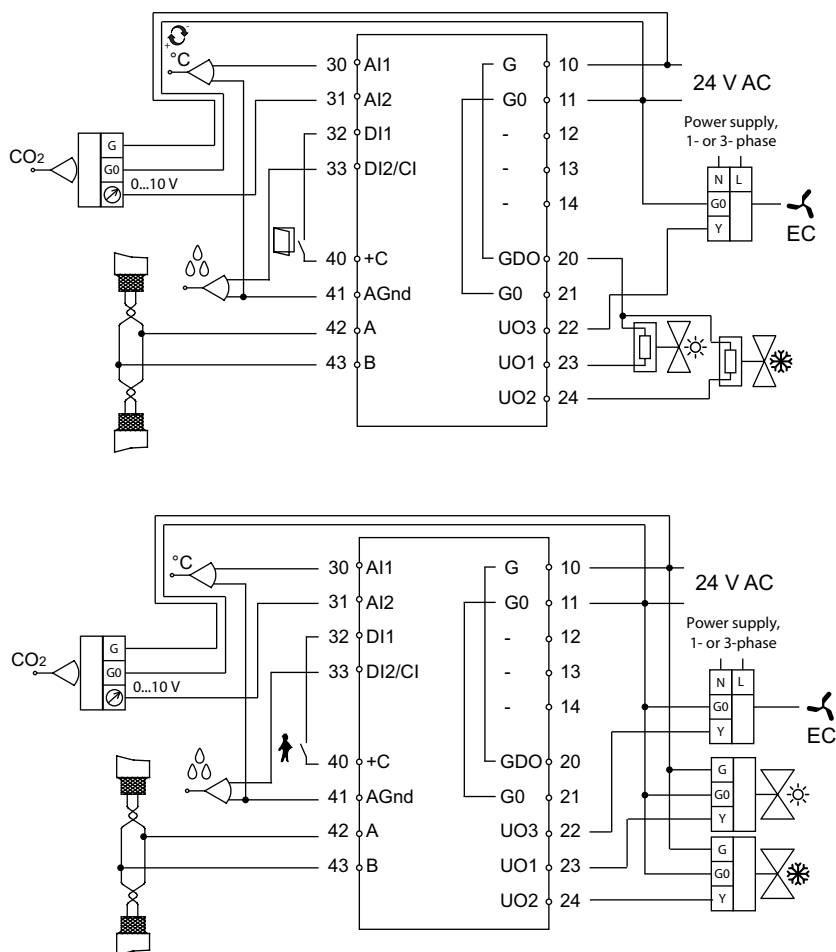 30 AI1 G 10
24 V AC
°C
31 AI2 G0 11
Power supply,
1- or 3- phase
32 DI1 - 12
CO2
G
G0
0...10 V
33 DI2/CI - 13
N L
G0
Y
EC
- 14
40 +C GDO 20
41 AGnd G0 21
42 A UO3 22
43 B UO1 23
UO2 24
30 AI1 G 10
24 V AC
°C
31 AI2 G0 11
Power supply,
1- or 3-phase
32 DI1 - 12
CO2
G
G0
0...10 V
33 DI2/CI - 13
N L
G0
Y
EC
- 14
40 +C GDO 20
G
G0
Y
41 AGnd G0 21
42 A UO3 22
43 B UO1 23
G
G0
Y
UO2 24